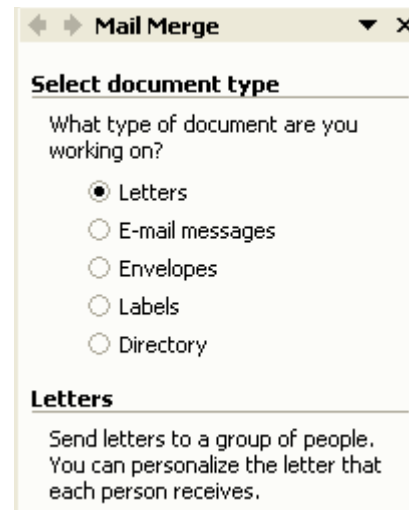 Mail Merge
Select document type
What type of document are you
working on?
Letters
E-mail messages
Envelopes
Labels
Directory
Letters
Send letters to a group of people.
You can personalize the letter that
each person receives.